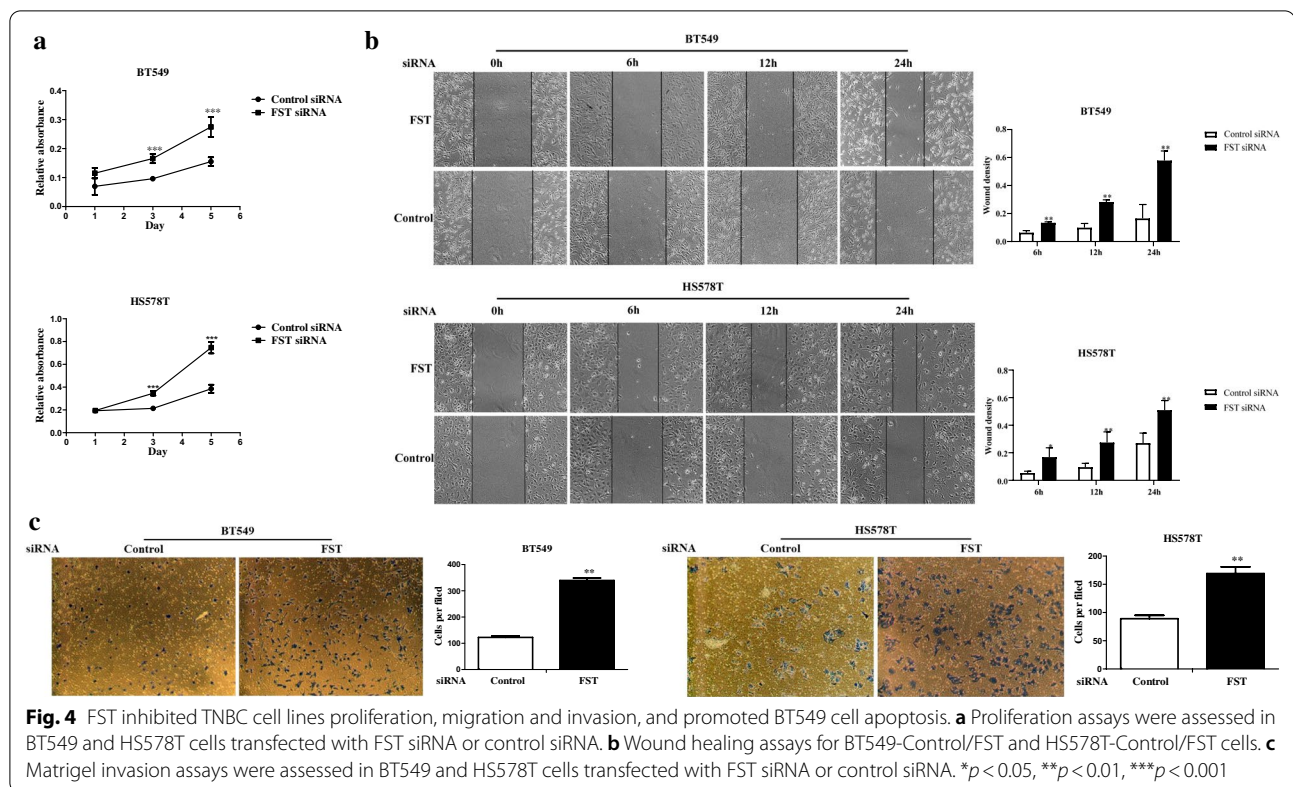 a
BT549
0.4
0.3
0.2
0.1
0.0
Relative absorbance
0 1 2 3 4 5 6
Day
***
***
Control siRNA
FST siRNA
HS578T
1.0
0.8
0.6
0.4
0.2
0.0
Relative absorbance
0 1 2 3 4 5 6
Day
***
***
Control siRNA
FST siRNA
b
BT549
siRNA 0h 6h 12h 24h
FST
Control
BT549
0.8
0.6
0.4
0.2
0.0
Wound density
** ** **
6h 12h 24h
Control siRNA
FST siRNA
HS578T
siRNA 0h 6h 12h 24h
FST
Control
HS578T
0.8
0.6
0.4
0.2
0.0
Wound density
* ** **
6h 12h 24h
Control siRNA
FST siRNA
c
BT549
siRNA Control FST
BT549
400
300
200
100
0
Cells per filed
**
siRNA Control FST
HS578T
siRNA Control FST
HS578T
200
150
100
50
0
Cells per filed
**
siRNA Control FST
Fig. 4 FST inhibited TNBC cell lines proliferation, migration and invasion, and promoted BT549 cell apoptosis. a Proliferation assays were assessed in
BT549 and HS578T cells transfected with FST siRNA or control siRNA. b Wound healing assays for BT549-Control/FST and HS578T-Control/FST cells. c
Matrigel invasion assays were assessed in BT549 and HS578T cells transfected with FST siRNA or control siRNA. *p < 0.05, **p < 0.01, ***p < 0.001